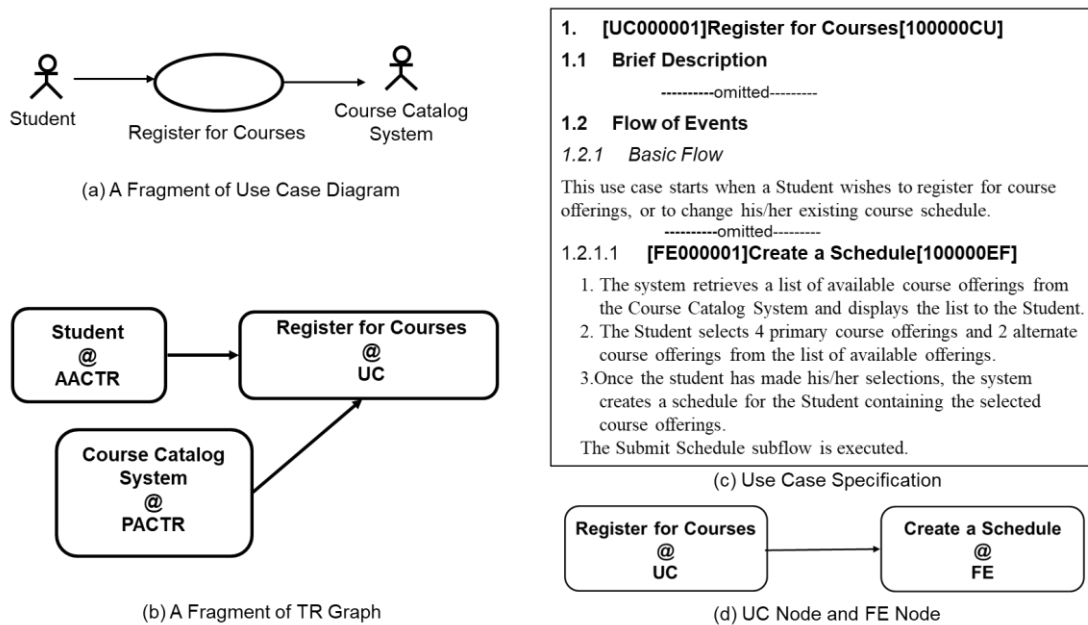 Student
Register for Courses
Course Catalog
System
(a) A Fragment of Use Case Diagram
Student
@
AACTR
Register for Courses
@
UC
Course Catalog
System
@
PACTR
(b) A Fragment of TR Graph
1. [UC000001]Register for Courses[100000CU]
1.1 Brief Description
----------omitted---------
1.2 Flow of Events
1.2.1 Basic Flow
This use case starts when a Student wishes to register for course
offerings, or to change his/her existing course schedule.
----------omitted---------
1.2.1.1 [FE000001]Create a Schedule[100000EF]
1. The system retrieves a list of available course offerings from
the Course Catalog System and displays the list to the Student.
2. The Student selects 4 primary course offerings and 2 alternate
course offerings from the list of available offerings.
3.Once the student has made his/her selections, the system
creates a schedule for the Student containing the selected
course offerings.
The Submit Schedule subflow is executed.
(c) Use Case Specification
Register for Courses
@
UC
Create a Schedule
@
FE
(d) UC Node and FE Node